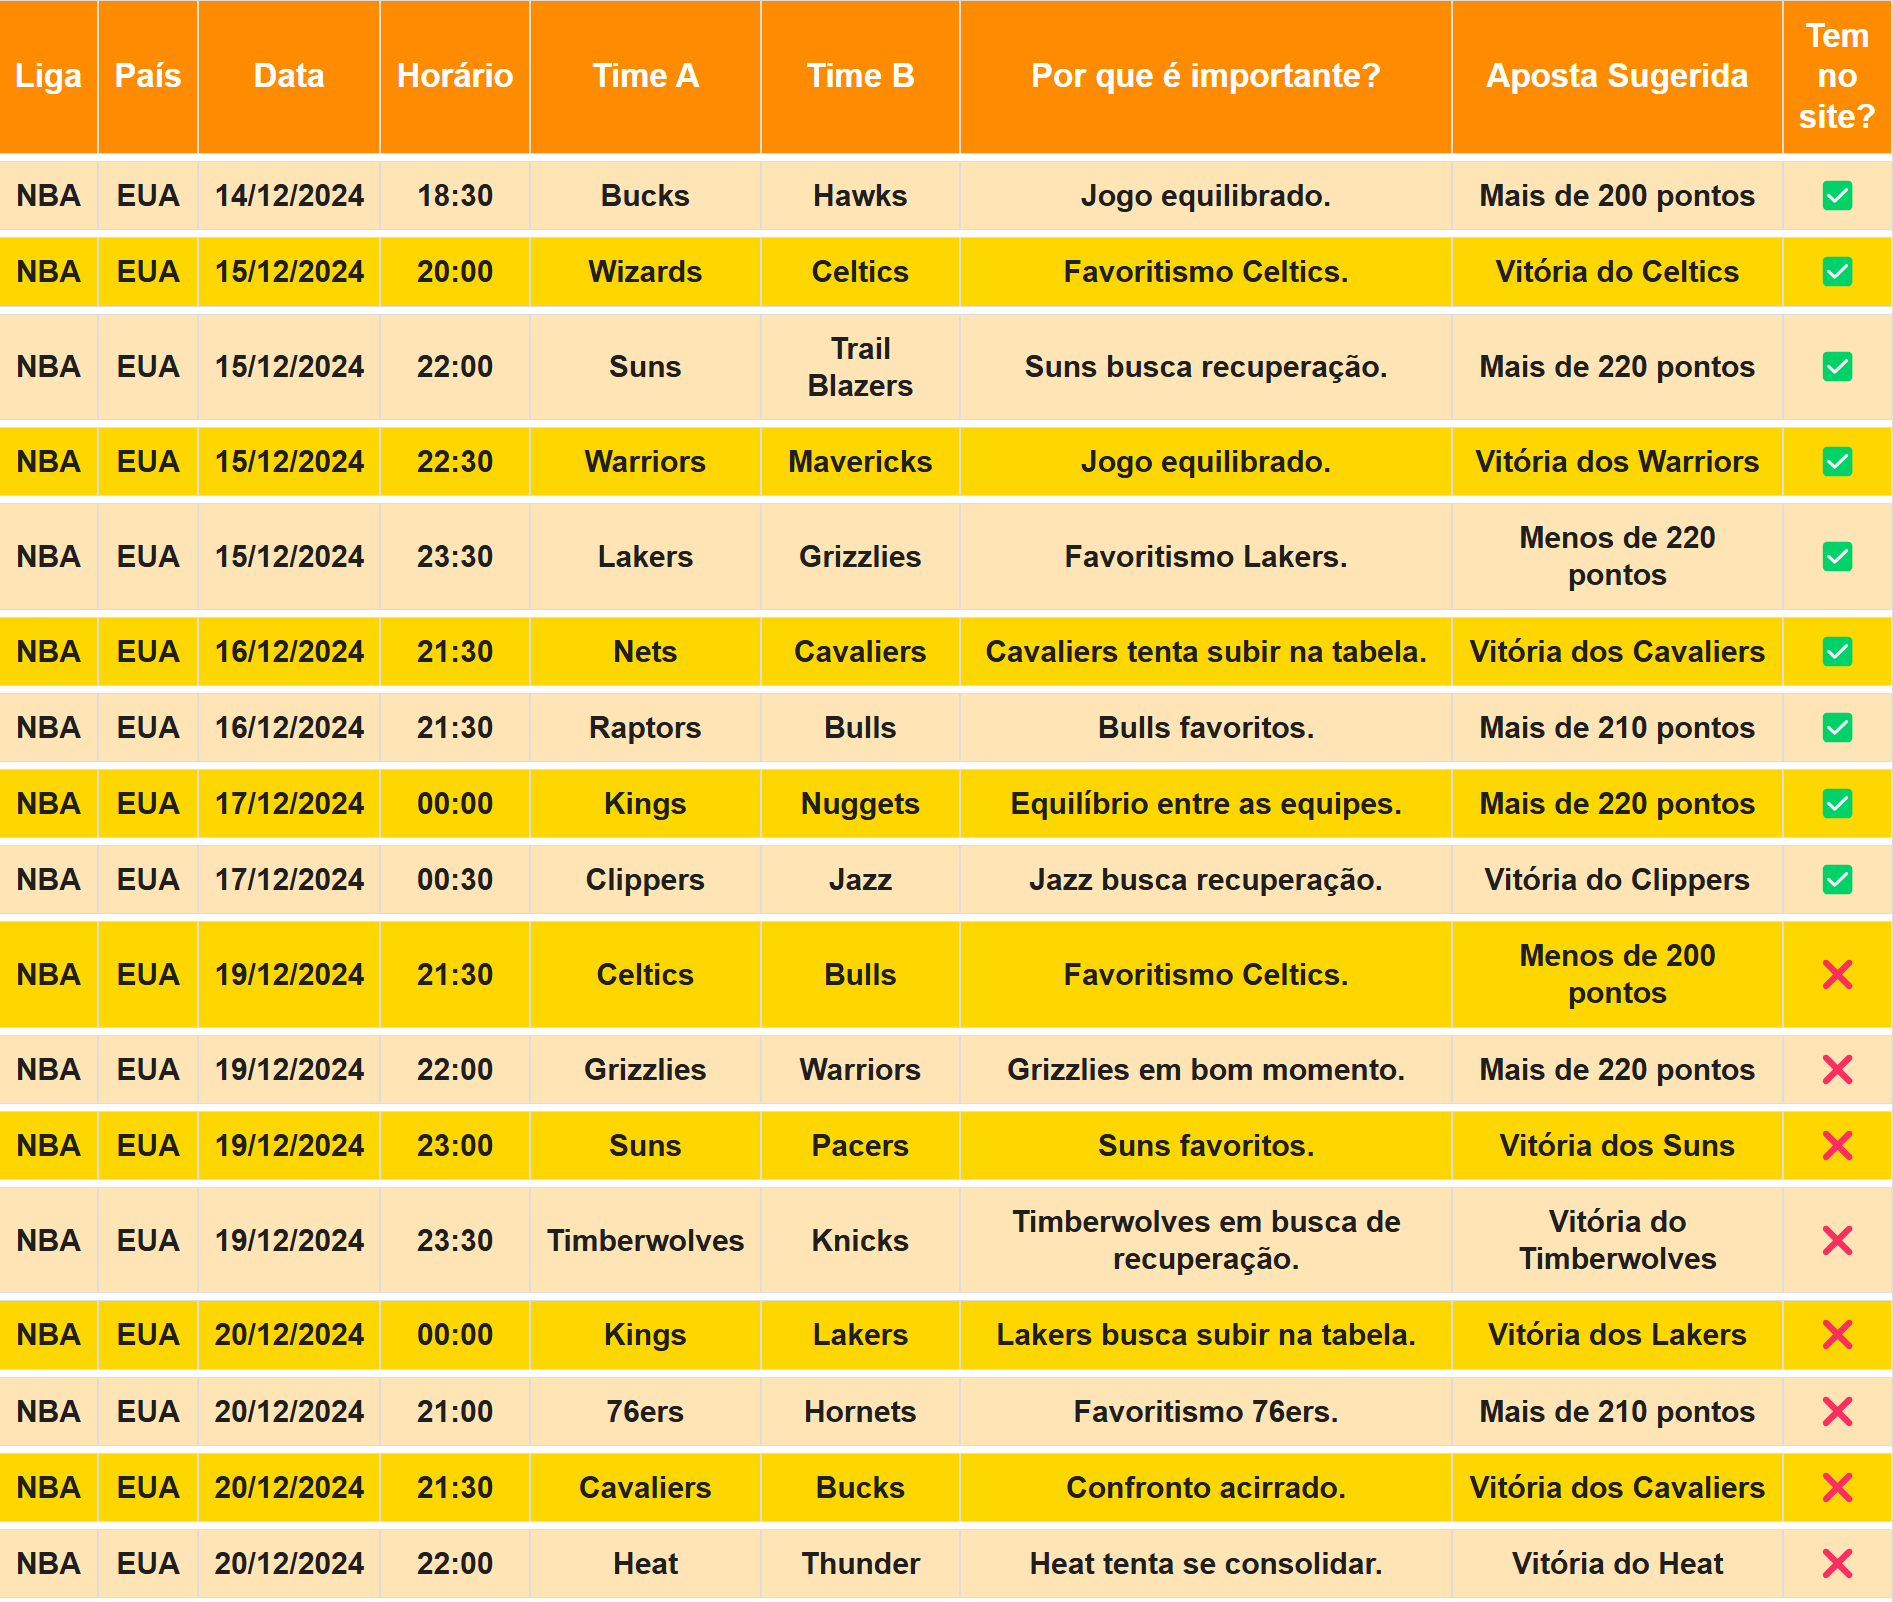 Liga País Data Horário Time A Time B Por que é importante? Aposta Sugerida Tem no site?
NBA EUA 14/12/2024 18:30 Bucks Hawks Jogo equilibrado. Mais de 200 pontos ✅
NBA EUA 15/12/2024 20:00 Wizards Celtics Favoritismo Celtics. Vitória do Celtics ✅
NBA EUA 15/12/2024 22:00 Suns Trail Blazers Suns busca recuperação. Mais de 220 pontos ✅
NBA EUA 15/12/2024 22:30 Warriors Mavericks Jogo equilibrado. Vitória dos Warriors ✅
NBA EUA 15/12/2024 23:30 Lakers Grizzlies Favoritismo Lakers. Menos de 220 pontos ✅
NBA EUA 16/12/2024 21:30 Nets Cavaliers Cavaliers tenta subir na tabela. Vitória dos Cavaliers ✅
NBA EUA 16/12/2024 21:30 Raptors Bulls Bulls favoritos. Mais de 210 pontos ✅
NBA EUA 17/12/2024 00:00 Kings Nuggets Equilíbrio entre as equipes. Mais de 220 pontos ✅
NBA EUA 17/12/2024 00:30 Clippers Jazz Jazz busca recuperação. Vitória do Clippers ✅
NBA EUA 19/12/2024 21:30 Celtics Bulls Favoritismo Celtics. Menos de 200 pontos ❌
NBA EUA 19/12/2024 22:00 Grizzlies Warriors Grizzlies em bom momento. Mais de 220 pontos ❌
NBA EUA 19/12/2024 23:00 Suns Pacers Suns favoritos. Vitória dos Suns ❌
NBA EUA 19/12/2024 23:30 Timberwolves Knicks Timberwolves em busca de recuperação. Vitória do Timberwolves ❌
NBA EUA 20/12/2024 00:00 Kings Lakers Lakers busca subir na tabela. Vitória dos Lakers ❌
NBA EUA 20/12/2024 21:00 76ers Hornets Favoritismo 76ers. Mais de 210 pontos ❌
NBA EUA 20/12/2024 21:30 Cavaliers Bucks Confronto acirrado. Vitória dos Cavaliers ❌
NBA EUA 20/12/2024 22:00 Heat Thunder Heat tenta se consolidar. Vitória do Heat ❌